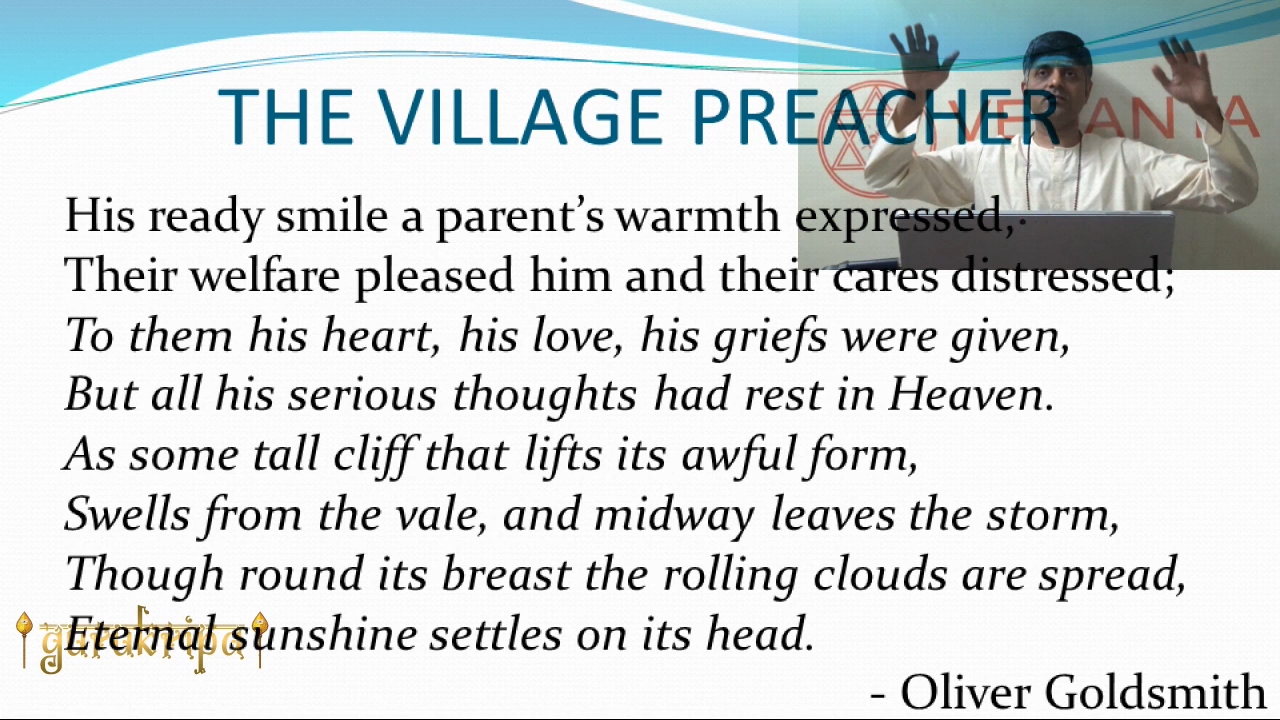 THE VILLAGE PREACHER
VEDANTA
His ready smile a parent's warmth expressed,.
Their welfare pleased him and their cares distressed;
To them his heart, his love, his griefs were given,
But all his serious thoughts had rest in Heaven.
As some tall cliff that lifts its awful form,
Swells from the vale, and midway leaves the storm,
Though round its breast the rolling clouds are spread,
Eternal sunshine settles on its head.
gurukripa
- Oliver Goldsmith